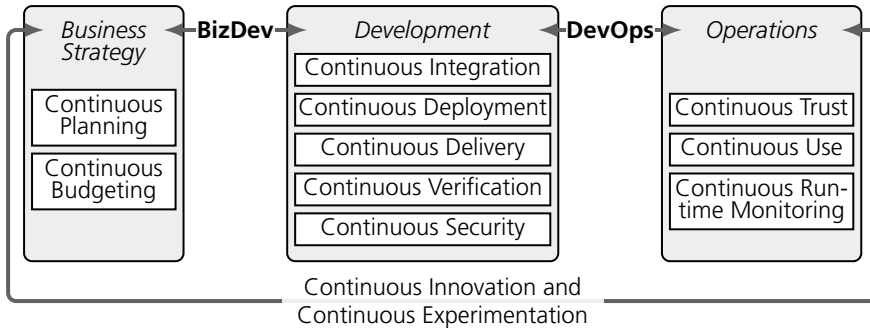 Business
Strategy
BizDev
Development
DevOps
Operations
Continuous
Planning
Continuous
Budgeting
Continuous Integration
Continuous Deployment
Continuous Delivery
Continuous Verification
Continuous Security
Continuous Trust
Continuous Use
Continuous Run-
time Monitoring
Continuous Innovation and
Continuous Experimentation